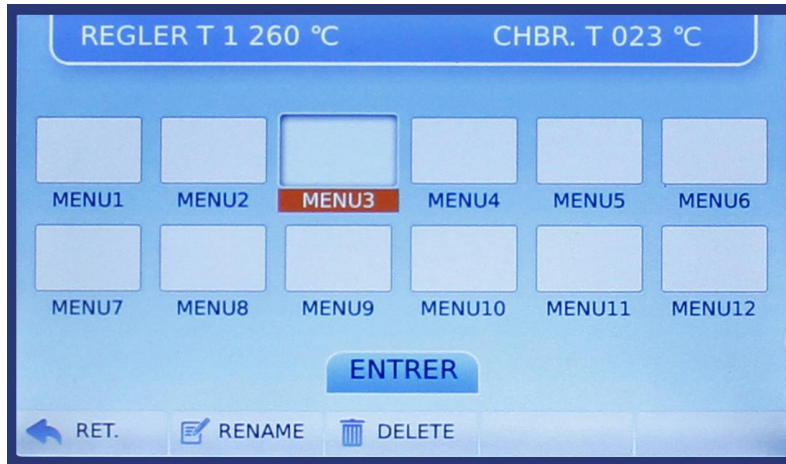 REGLER T 1 260 °C CHBR. T 023 °C
MENU1 MENU2 MENU3 MENU4 MENU5 MENU6
MENU7 MENU8 MENU9 MENU10 MENU11 MENU12
ENTRER
RET. RENAME DELETE